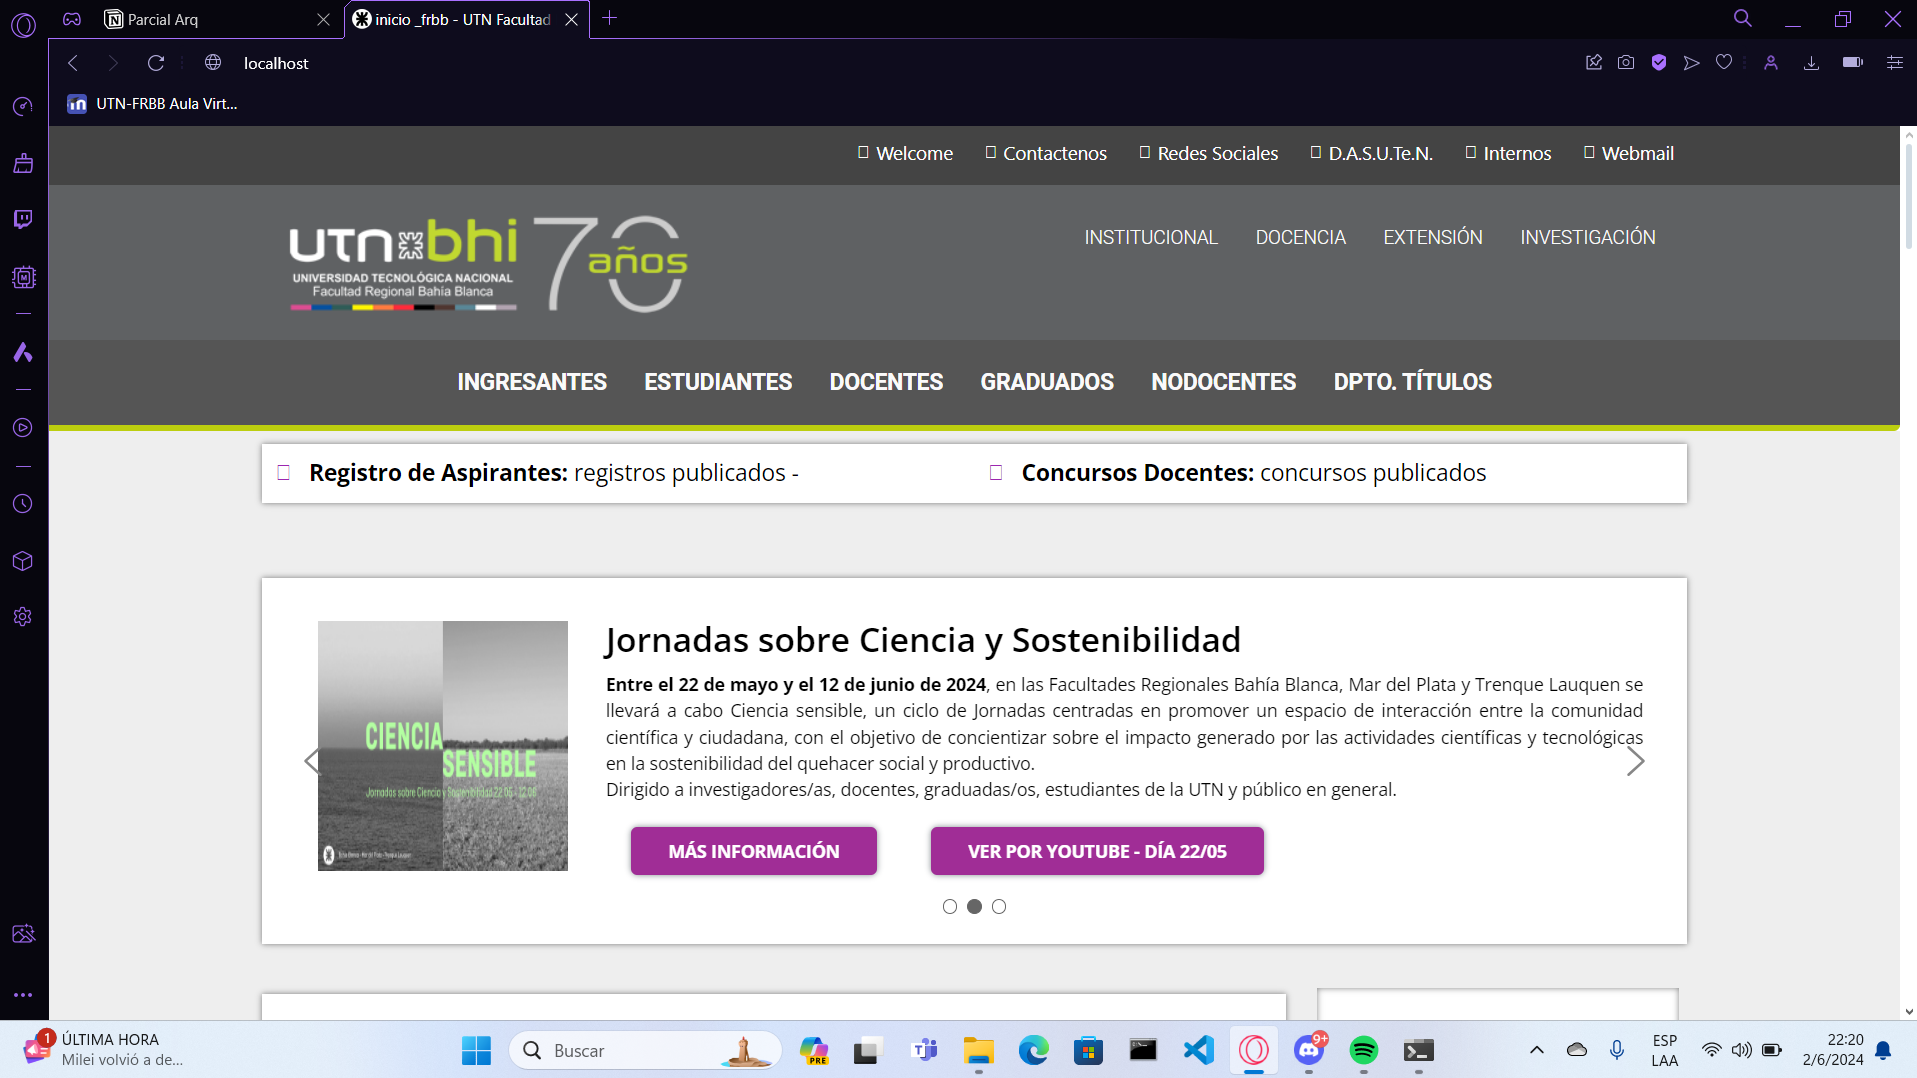 Parcial Arq
inicio _frbb - UTN Facultad
localhost
UTN-FRBB Aula Virt...
Welcome
Contactenos
Redes Sociales
D.A.S.U.Te.N.
Internos
Webmail
utn bhi
70 años
UNIVERSIDAD TECNOLÓGICA NACIONAL
Facultad Regional Bahía Blanca
INSTITUCIONAL
DOCENCIA
EXTENSIÓN
INVESTIGACIÓN
INGRESANTES
ESTUDIANTES
DOCENTES
GRADUADOS
NODOCENTES
DPTO. TÍTULOS
Registro de Aspirantes: registros publicados -
Concursos Docentes: concursos publicados
CIENCIA
SENSIBLE
Jornadas sobre Ciencia y Sostenibilidad 22.05 - 12.06
Jornadas sobre Ciencia y Sostenibilidad
Entre el 22 de mayo y el 12 de junio de 2024, en las Facultades Regionales Bahía Blanca, Mar del Plata y Trenque Lauquen se
llevará a cabo Ciencia sensible, un ciclo de Jornadas centradas en promover un espacio de interacción entre la comunidad
científica y ciudadana, con el objetivo de concientizar sobre el impacto generado por las actividades científicas y tecnológicas
en la sostenibilidad del quehacer social y productivo.
Dirigido a investigadores/as, docentes, graduadas/os, estudiantes de la UTN y público en general.
MÁS INFORMACIÓN
VER POR YOUTUBE - DÍA 22/05
1
ÚLTIMA HORA
Milei volvió a de...
Buscar
PRE
9+
ESP
LAA
22:20
2/6/2024